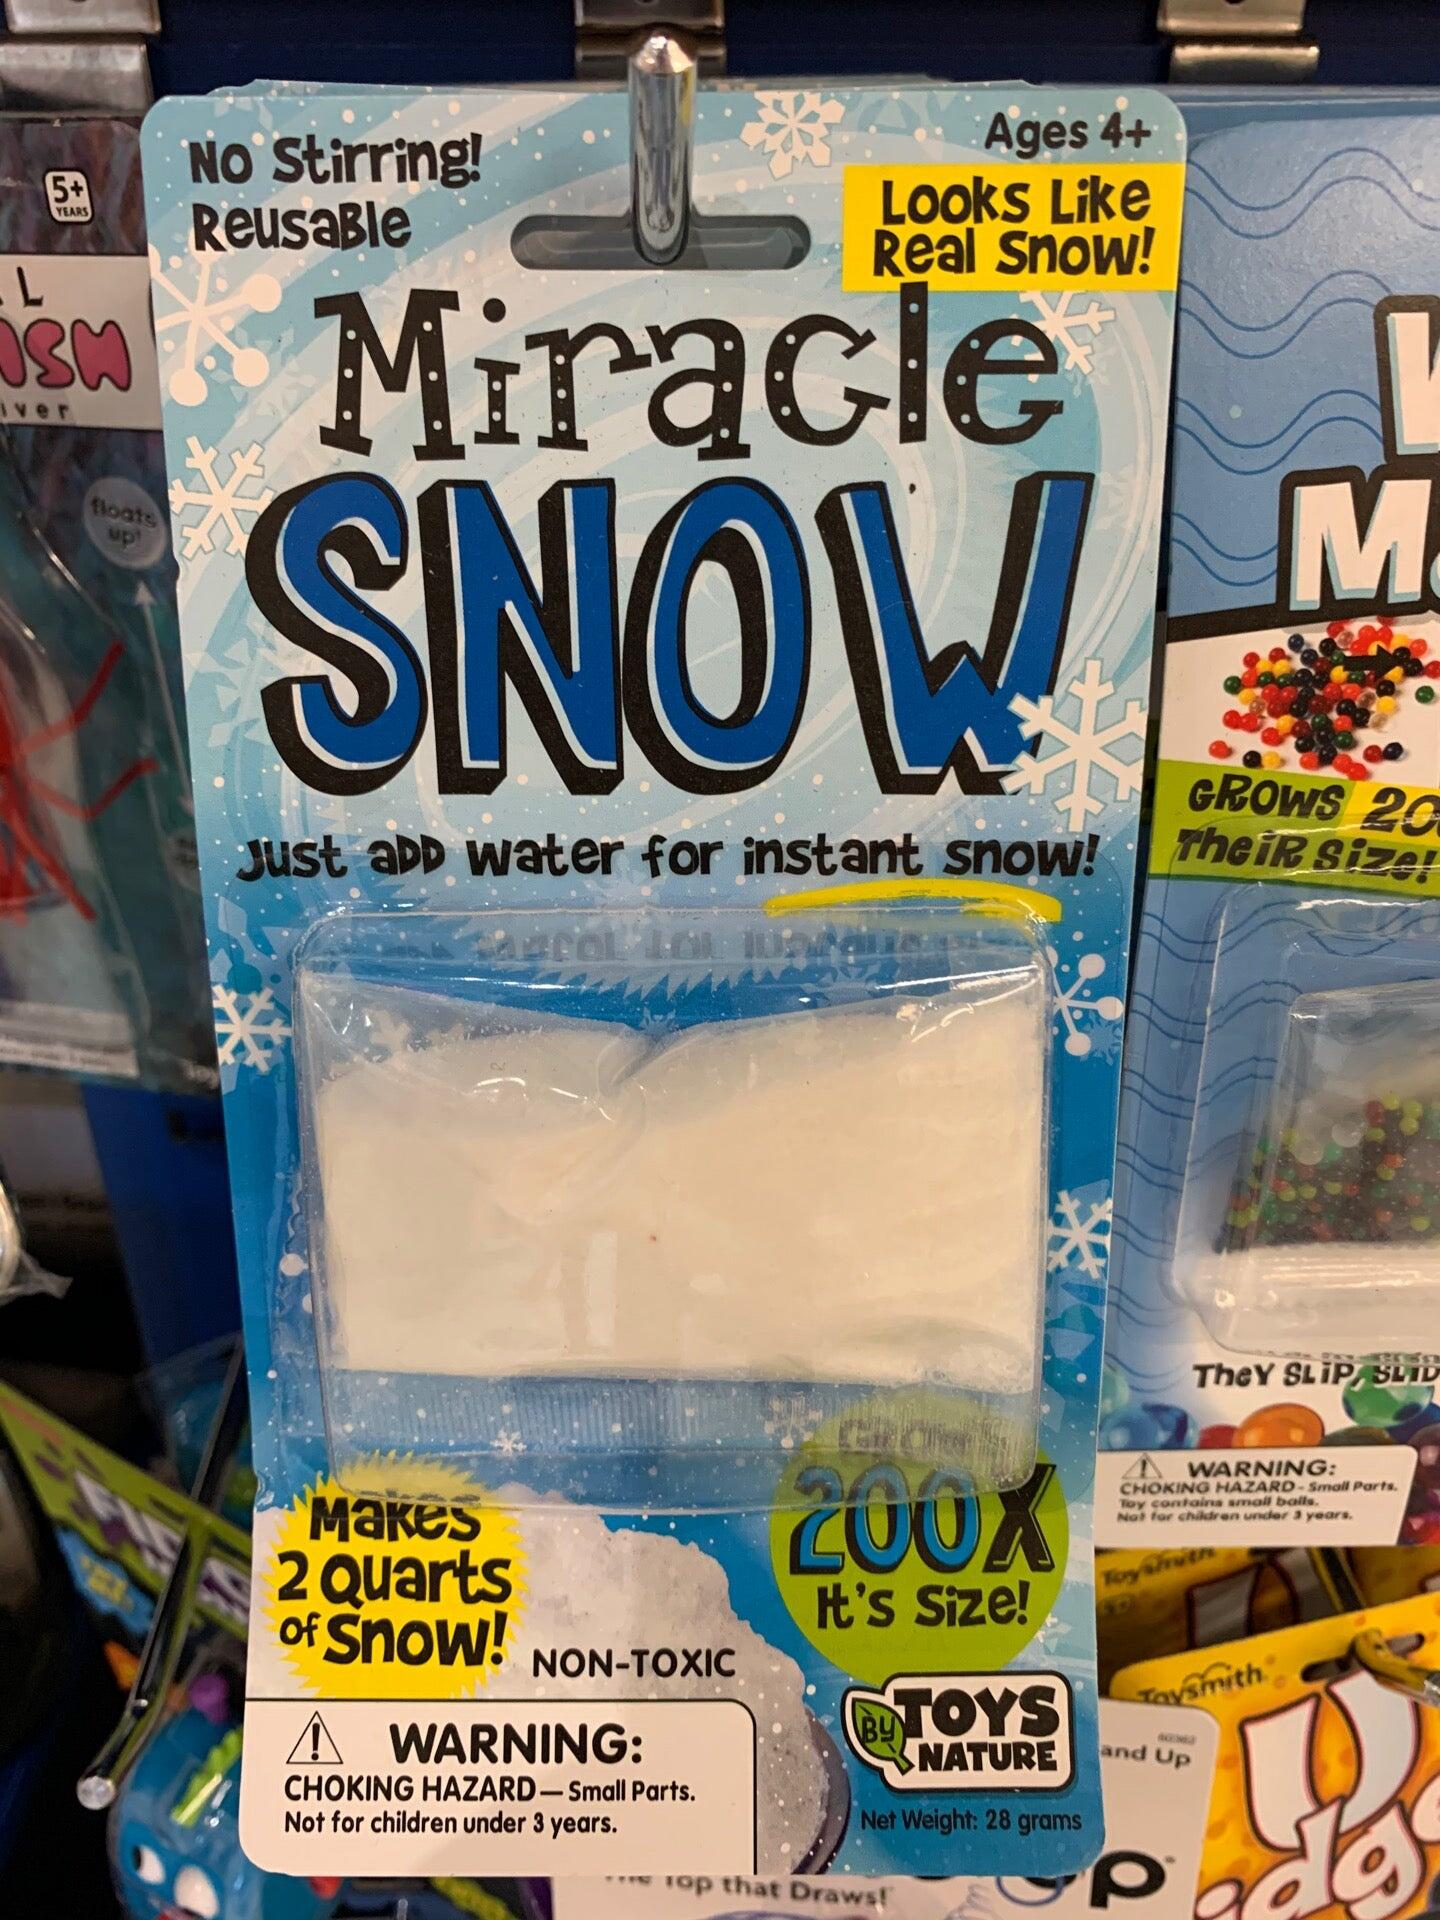 No Stirring!
Reusable
Ages 4+
Looks Like
Real Snow!
Miracle
SNOW
Just add water for instant snow!
Makes
2 Quarts
of Snow!
NON-TOXIC
Grow
200X
It's Size!
WARNING:
CHOKING HAZARD — Small Parts.
Not for children under 3 years.
TOYS
BY
NATURE
Net Weight: 28 grams
5+
YEARS
floats
up!
GROWS 20
Their Size!
They SLIP, SLID
WARNING:
CHOKING HAZARD - Small Parts.
Toy contains small balls.
Not for children under 3 years.
Toysmith
Toysmith
and Up
The Top that Draws!